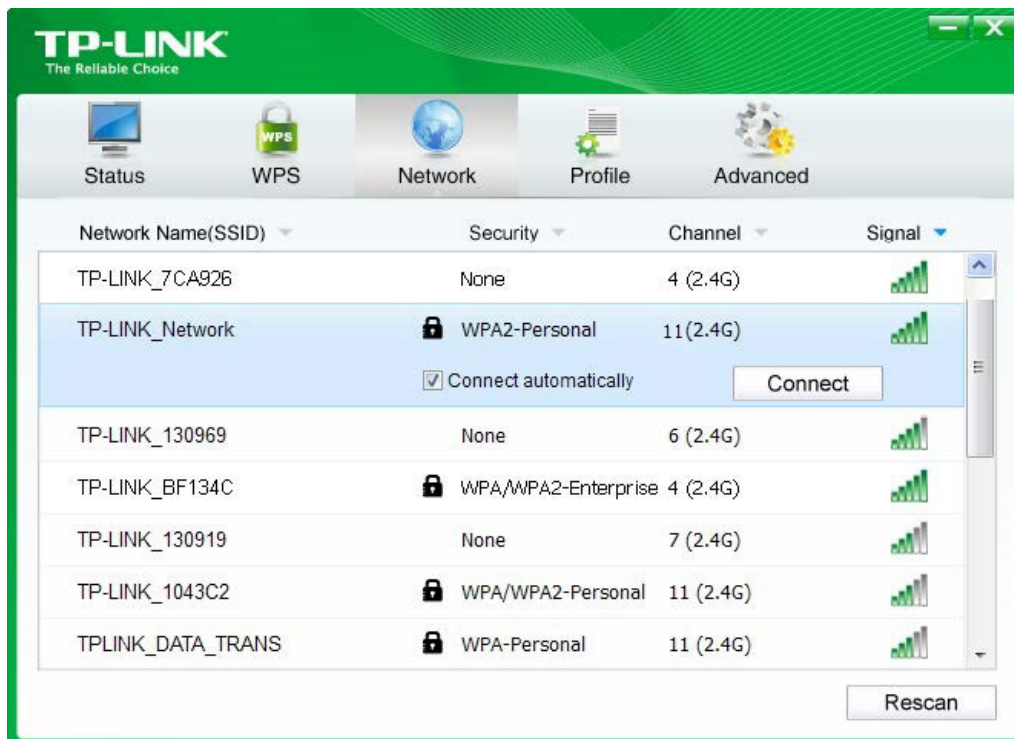 TP-LINK
The Reliable Choice
Status WPS Network Profile Advanced
Network Name(SSID) Security Channel Signal
TP-LINK_7CA926 None 4 (2.4G)
TP-LINK_Network WPA2-Personal 11(2.4G)
Connect automatically Connect
TP-LINK_130969 None 6 (2.4G)
TP-LINK_BF134C WPA/WPA2-Enterprise 4 (2.4G)
TP-LINK_130919 None 7 (2.4G)
TP-LINK_1043C2 WPA/WPA2-Personal 11 (2.4G)
TPLINK_DATA_TRANS WPA-Personal 11 (2.4G)
Rescan